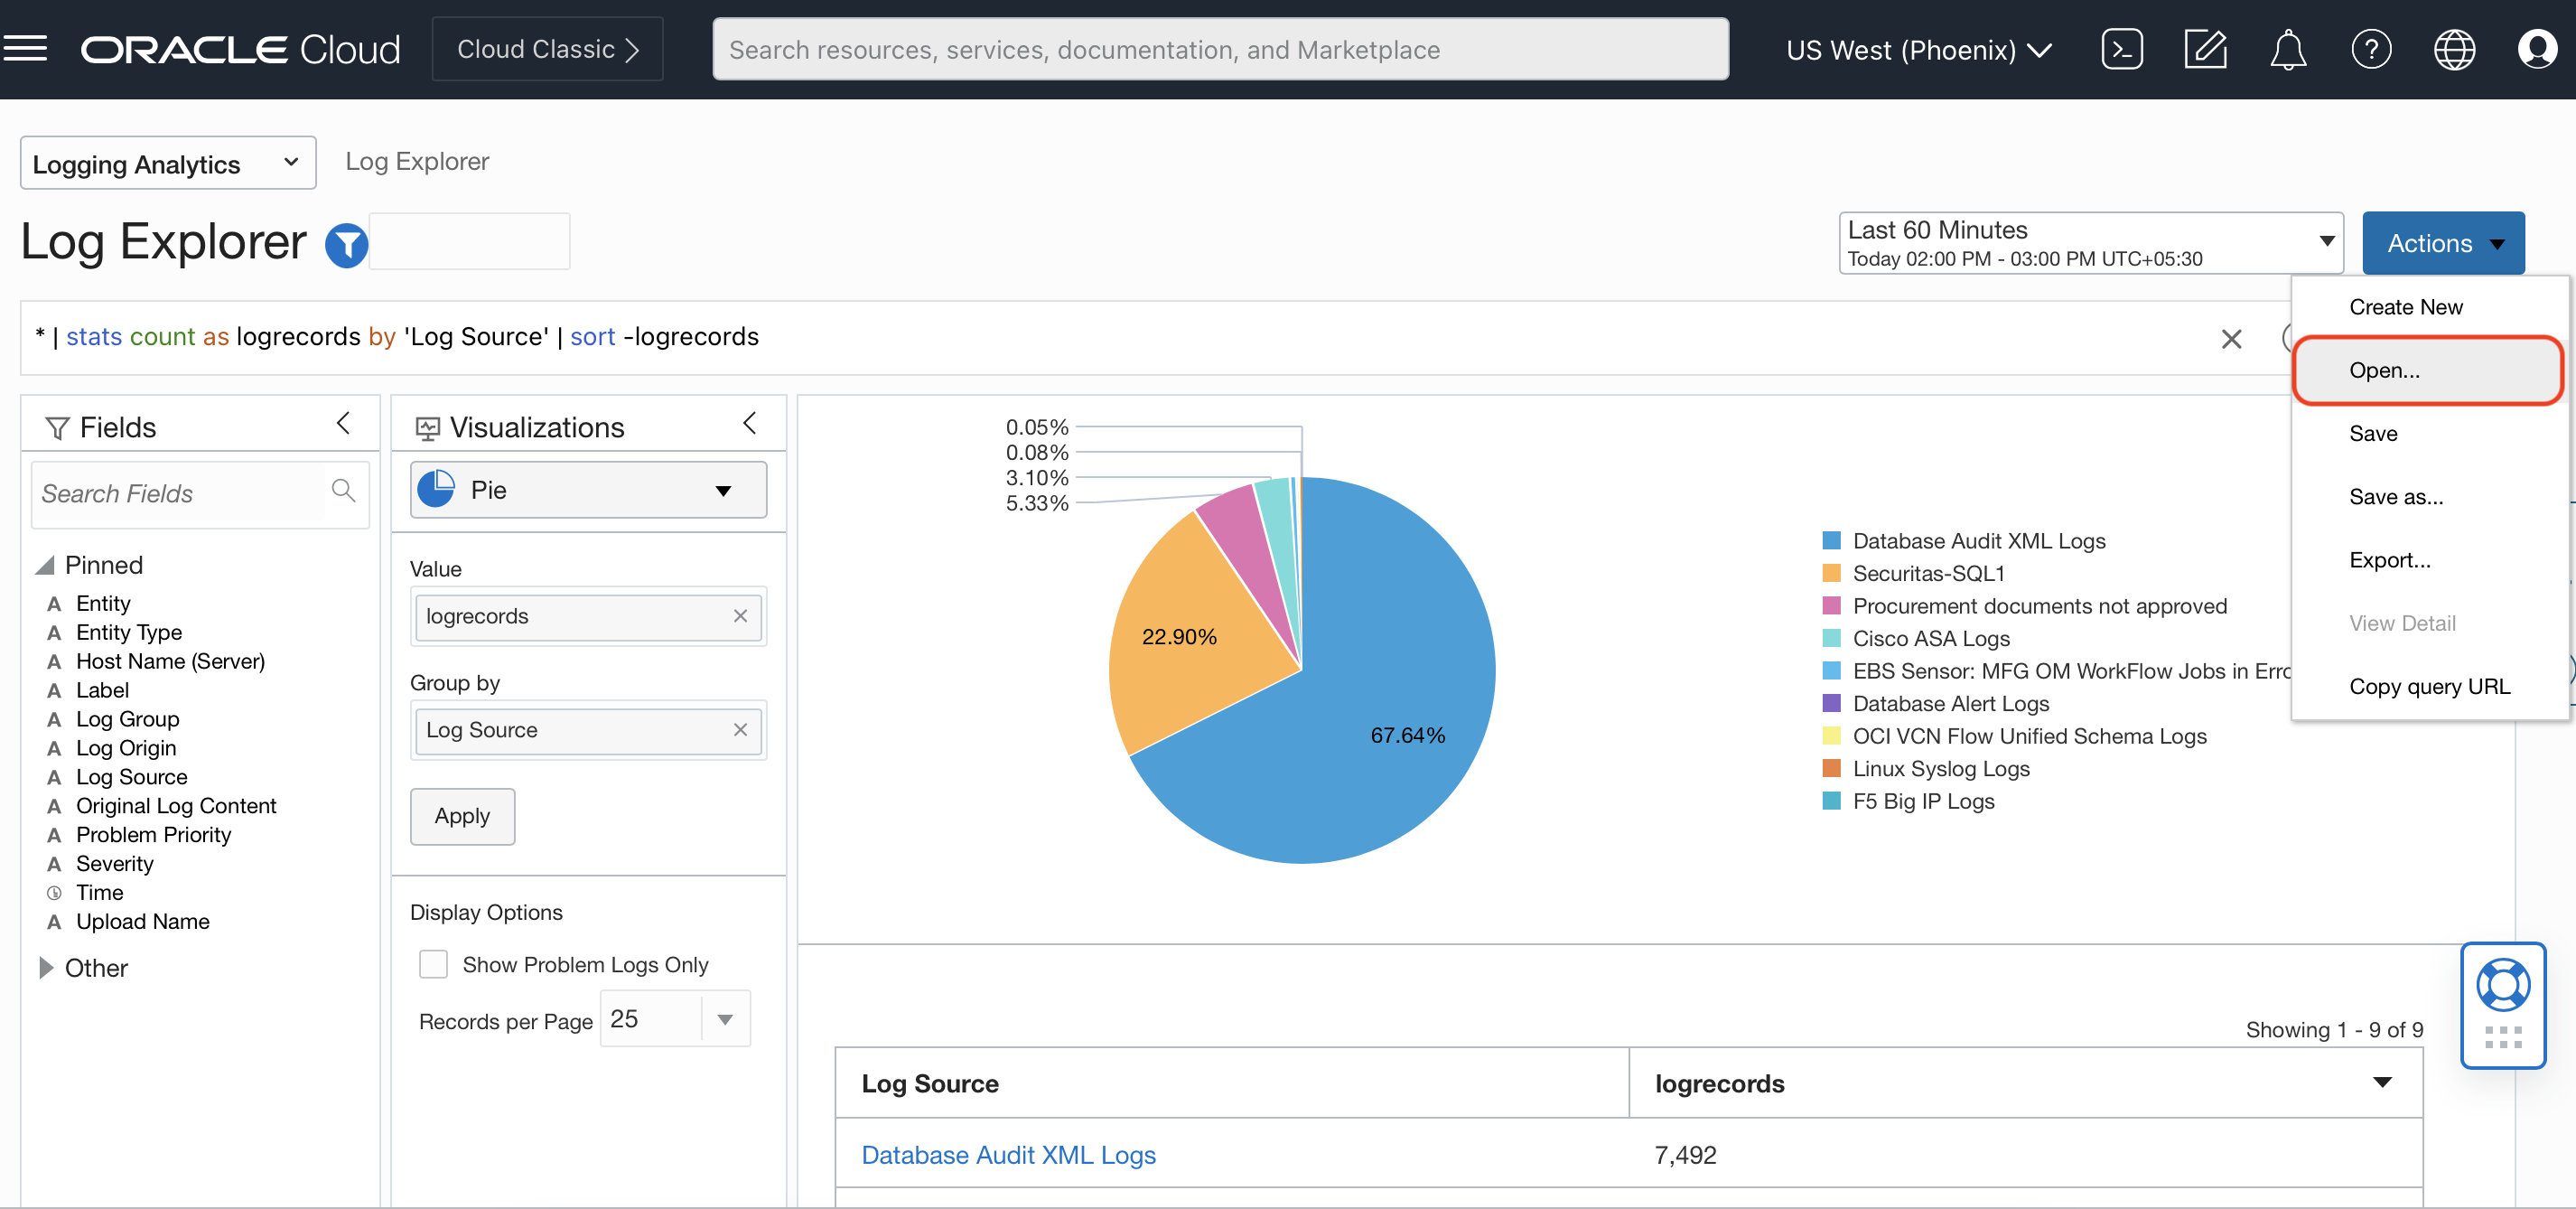 ORACLE Cloud
Cloud Classic
Search resources, services, documentation, and Marketplace
US West (Phoenix)
Logging Analytics
Log Explorer
Log Explorer
Last 60 Minutes
Today 02:00 PM - 03:00 PM UTC+05:30
Actions
* | stats count as logrecords by 'Log Source' | sort -logrecords
Create New
Open...
Save
Save as...
Export...
View Detail
Copy query URL
Fields
Search Fields
Pinned
A Entity
A Entity Type
A Host Name (Server)
A Label
A Log Group
A Log Origin
A Log Source
A Original Log Content
A Problem Priority
A Severity
Time
A Upload Name
Other
Visualizations
Pie
Value
logrecords
Group by
Log Source
Apply
Display Options
Show Problem Logs Only
Records per Page 25
0.05%
0.08%
3.10%
5.33%
22.90%
67.64%
Database Audit XML Logs
Securitas-SQL1
Procurement documents not approved
Cisco ASA Logs
EBS Sensor: MFG OM WorkFlow Jobs in Erro
Database Alert Logs
OCI VCN Flow Unified Schema Logs
Linux Syslog Logs
F5 Big IP Logs
Showing 1 - 9 of 9
Log Source logrecords
Database Audit XML Logs 7,492